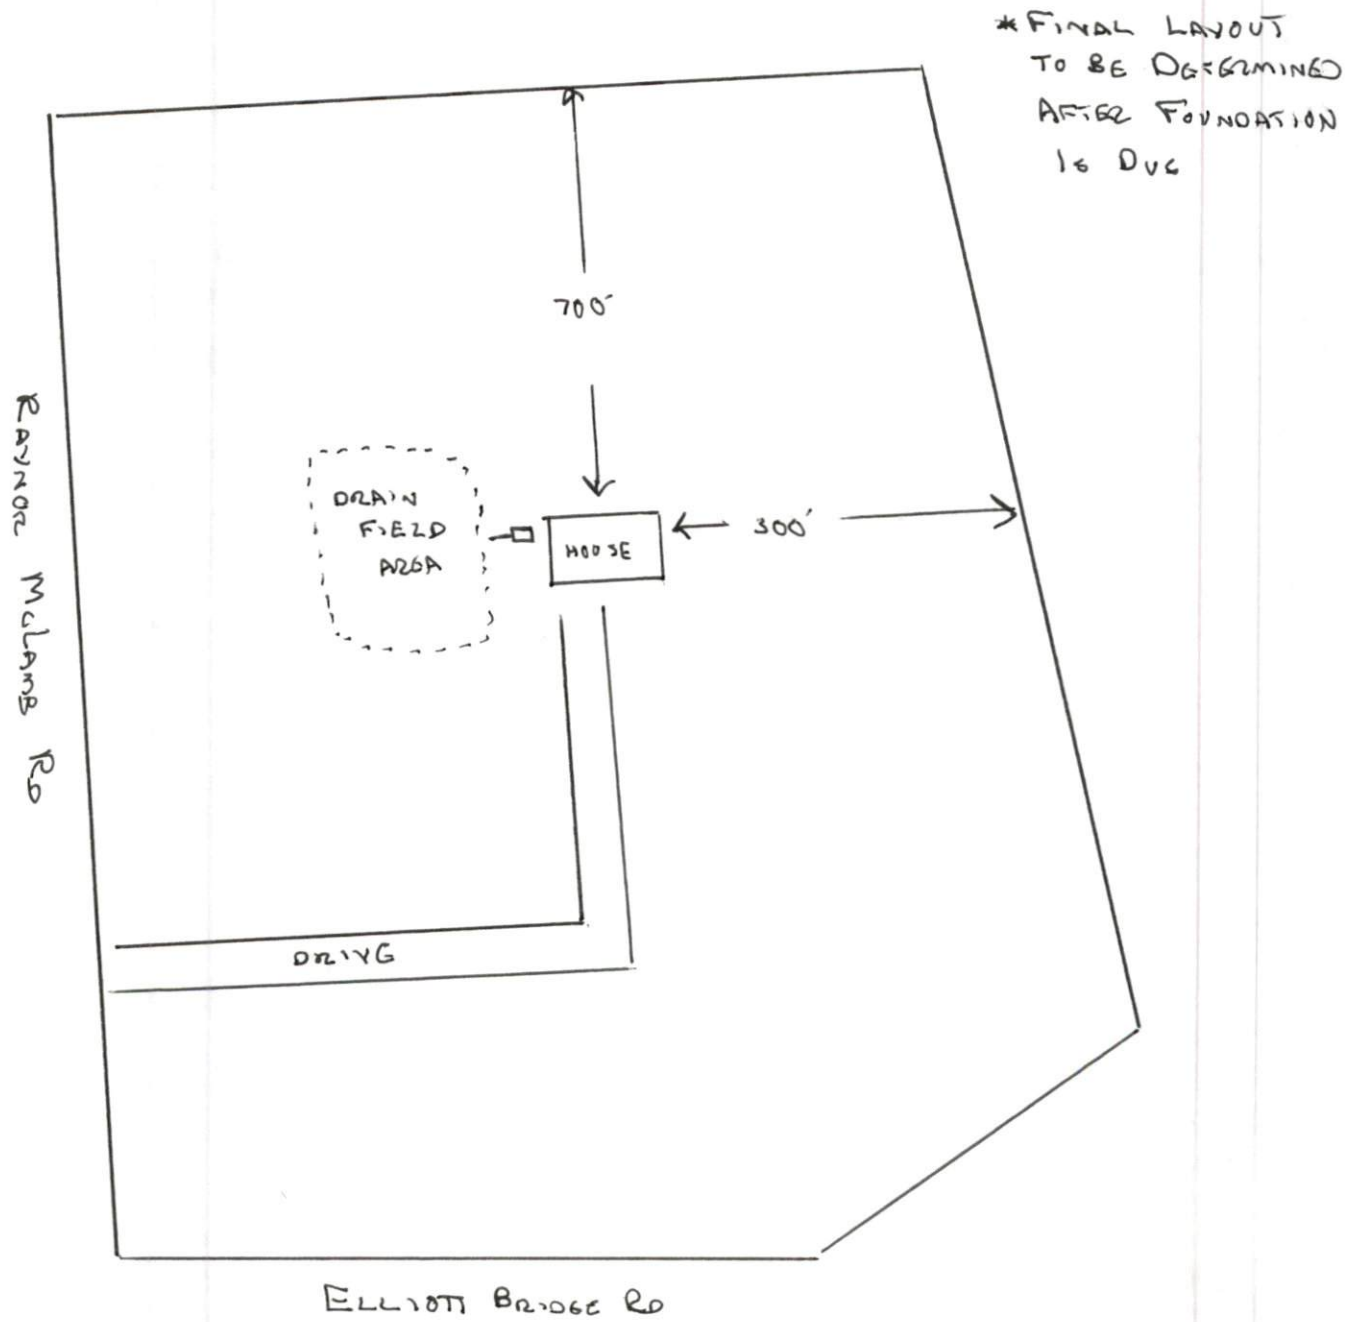 * FINAL LAYOUT
TO BE DETERMINED
AFTER FOUNDATION
IS DUG
700'
DRAIN
FIELD
AREA
HOUSE
300'
RAYNOR MCLAMB RD
DRIVE
ELLIOTT BRIDGE RD